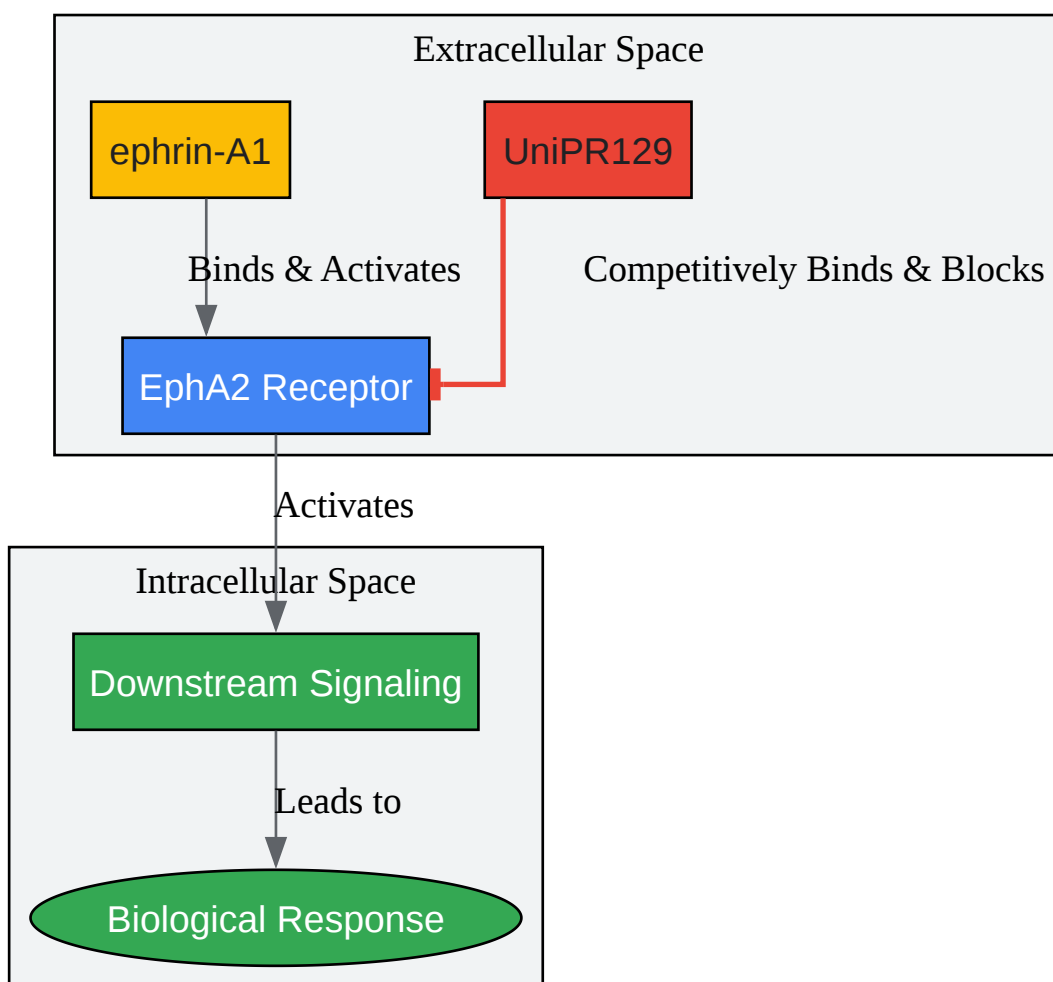 Extracellular Space
ephrin-A1
UniPR129
Binds & Activates
Competitively Binds & Blocks
EphA2 Receptor
Activates
Intracellular Space
Downstream Signaling
Leads to
Biological Response